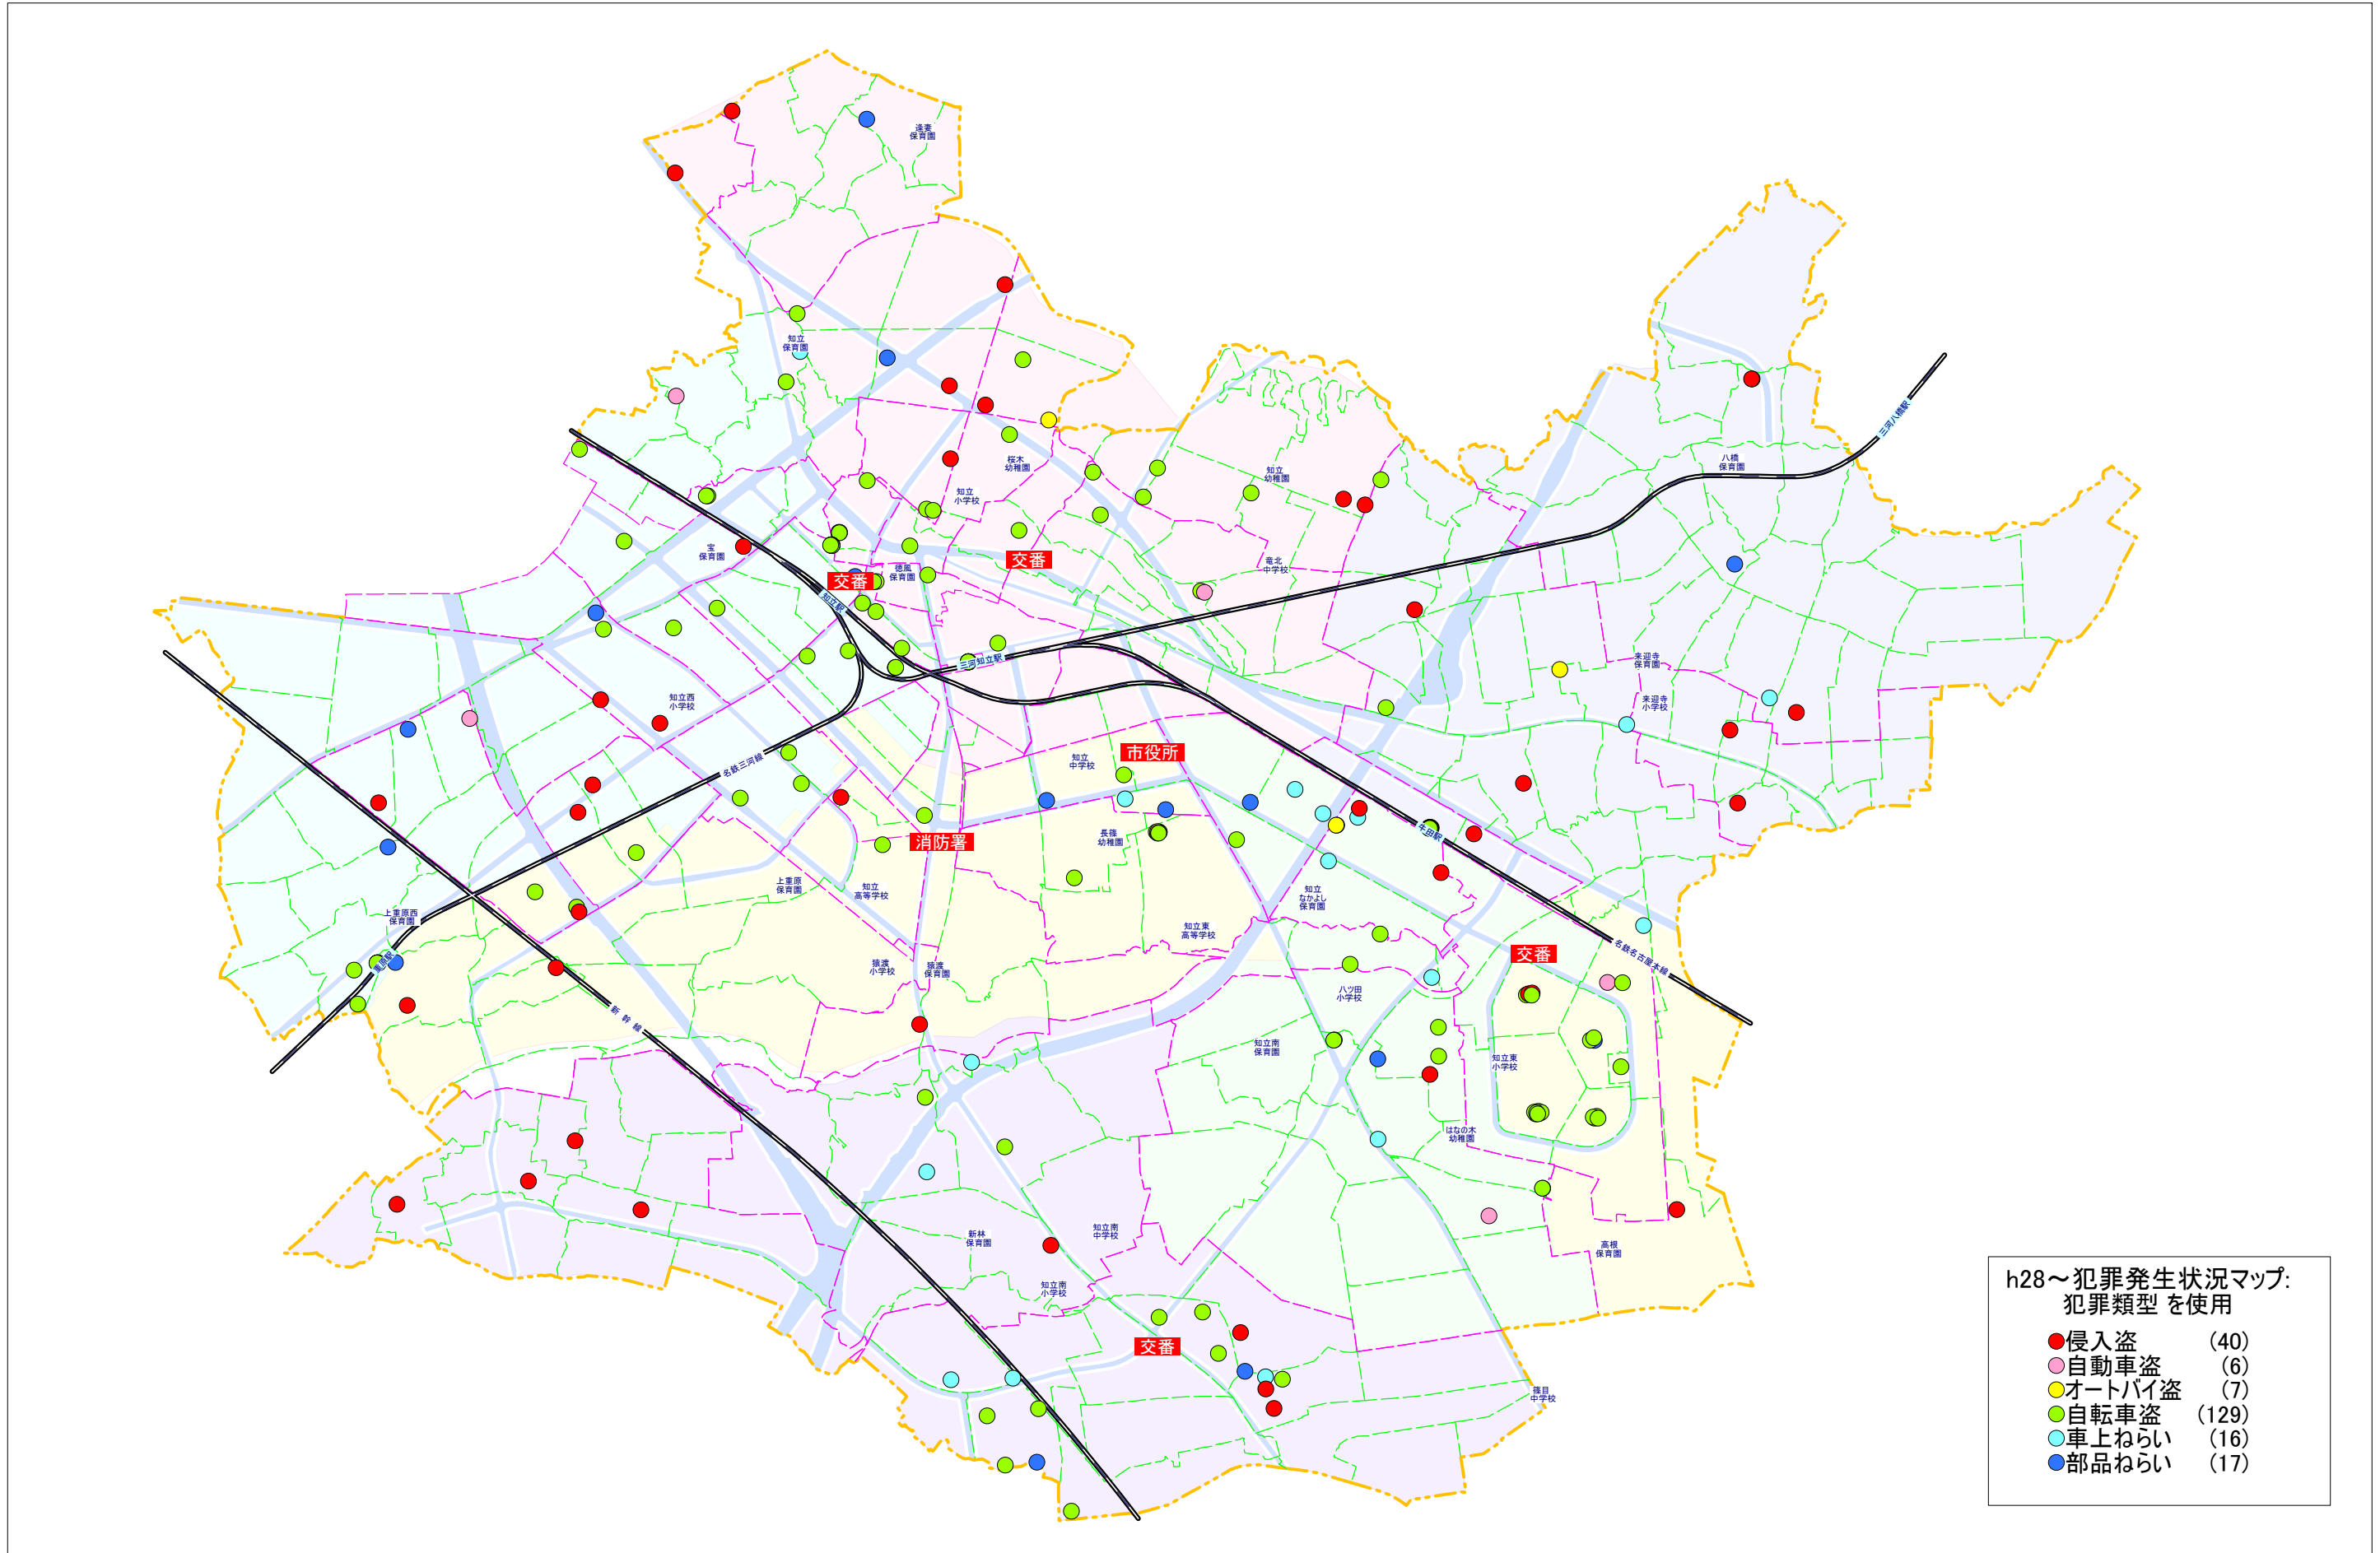 逢妻
保育園
知立
保育園
三河八橋駅
八橋
保育園
桜木
幼稚園
知立
幼稚園
知立
小学校
宝
保育園
交番
徳風
保育園
交番
竜北
中学校
知立駅
三河知立駅
来迎寺
保育園
知立西
小学校
来迎寺
小学校
市役所
知立
中学校
名鉄三河線
消防署
長篠
幼稚園
牛田駅
上重原
保育園
知立
高等学校
知立
なかよし
保育園
上重原西
保育園
知立東
高等学校
交番
名鉄名古屋本線
重原駅
猿渡
小学校
猿渡
保育園
八ツ田
小学校
新幹線
知立南
保育園
知立東
小学校
はなの木
幼稚園
新林
保育園
知立南
中学校
高根
保育園
知立南
小学校
交番
篠目
中学校
h28～犯罪発生状況マップ:
犯罪類型 を使用
侵入盗 (40)
自動車盗 (6)
オートバイ盗 (7)
自転車盗 (129)
車上ねらい (16)
部品ねらい (17)